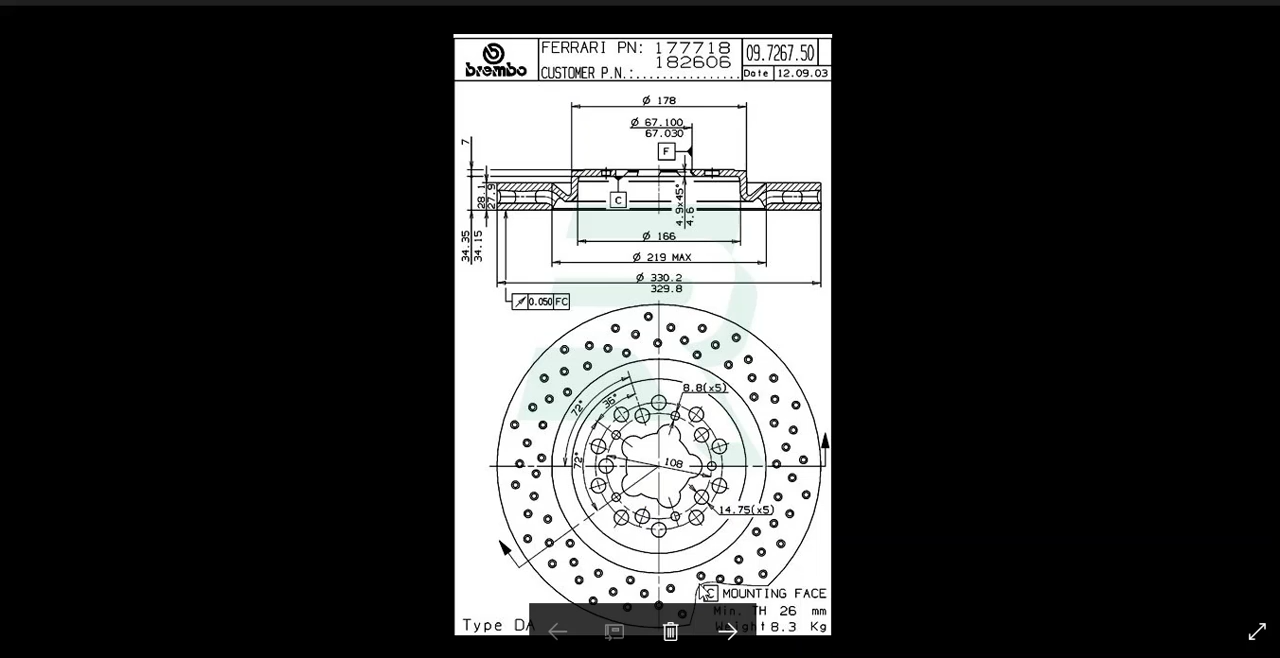 brembo
FERRARI PN: 177718
182606
CUSTOMER P.N.:................
09.7267.50
Date 12.09.03
Ø 178
Ø 67.100
67.030
7
F
C
28.1
27.9
4.9x45°
4.6
34.35
34.15
Ø 166
Ø 219 MAX
Ø 330.2
329.8
0.050 FC
8.8(x5)
72°
36°
72°
108
14.75(x5)
C MOUNTING FACE
Min. TH 26 mm
Type DA
Weight 8.3 Kg